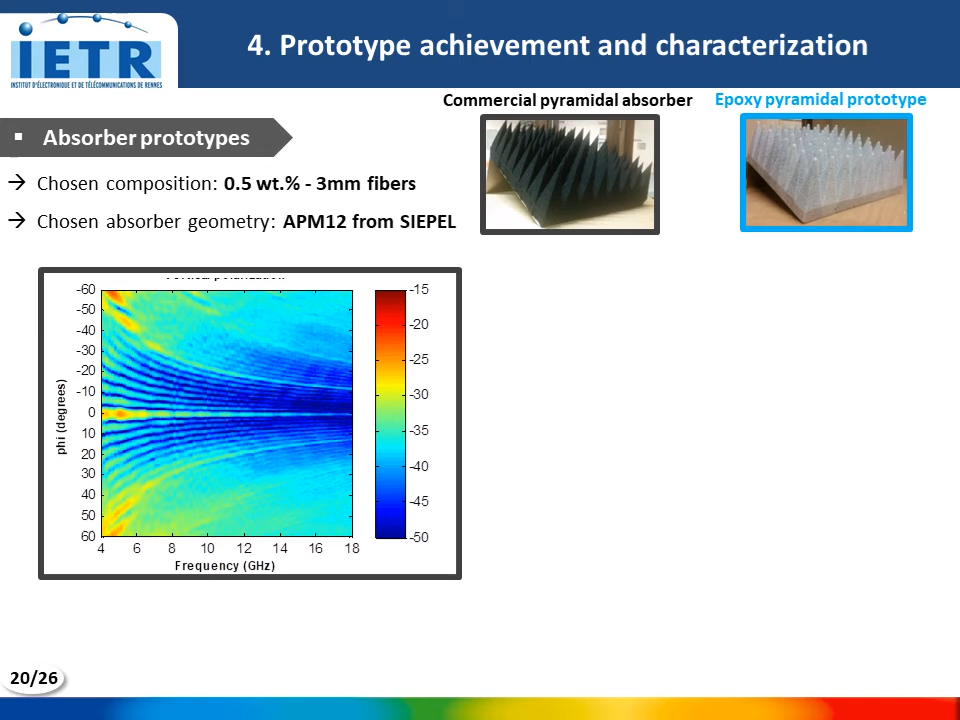 iETR
INSTITUT D'ÉLECTRONIQUE ET DE TÉLÉCOMMUNICATIONS DE RENNES
4. Prototype achievement and characterization
Commercial pyramidal absorber
Epoxy pyramidal prototype
▪ Absorber prototypes
→ Chosen composition: 0.5 wt.% - 3mm fibers
→ Chosen absorber geometry: APM12 from SIEPEL
Vertical polarization
-60
-50
-40
-30
-20
-10
0
10
20
30
40
50
60
phi (degrees)
4 6 8 10 12 14 16 18
Frequency (GHz)
-15
-20
-25
-30
-35
-40
-45
-50
20/26